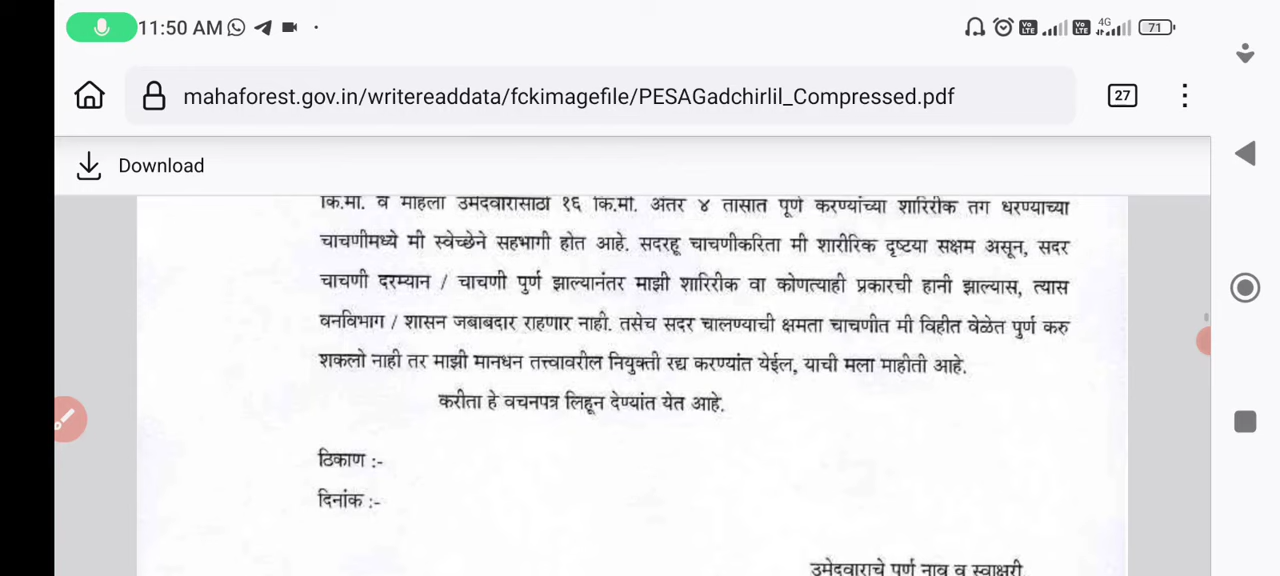 11:50 AM
4G
71
mahaforest.gov.in/writereaddata/fckimagefile/PESAGadchirlil_Compressed.pdf
27
Download
कि.मी. व महिला उमेदवारासाठी १६ कि.मी. अंतर ४ तासात पूर्ण करण्यांच्या शारिरीक तग धरण्याच्या
चाचणीमध्ये मी स्वेच्छेने सहभागी होत आहे. सदरहू चाचणीकरिता मी शारीरिक दृष्टया सक्षम असून, सदर
चाचणी दरम्यान / चाचणी पुर्ण झाल्यानंतर माझी शारिरीक वा कोणत्याही प्रकारची हानी झाल्यास, त्यास
वनविभाग / शासन जबाबदार राहणार नाही. तसेच सदर चालण्याची क्षमता चाचणीत मी विहीत वेळेत पुर्ण करु
शकलो नाही तर माझी मानधन तत्त्वावरील नियुक्ती रद्य करण्यांत येईल, याची मला माहीती आहे.
करीता हे वचनपत्र लिहून देण्यांत येत आहे.
ठिकाण :-
दिनांक :-
उमेदवाराचे पुर्ण नाव व स्वाक्षरी